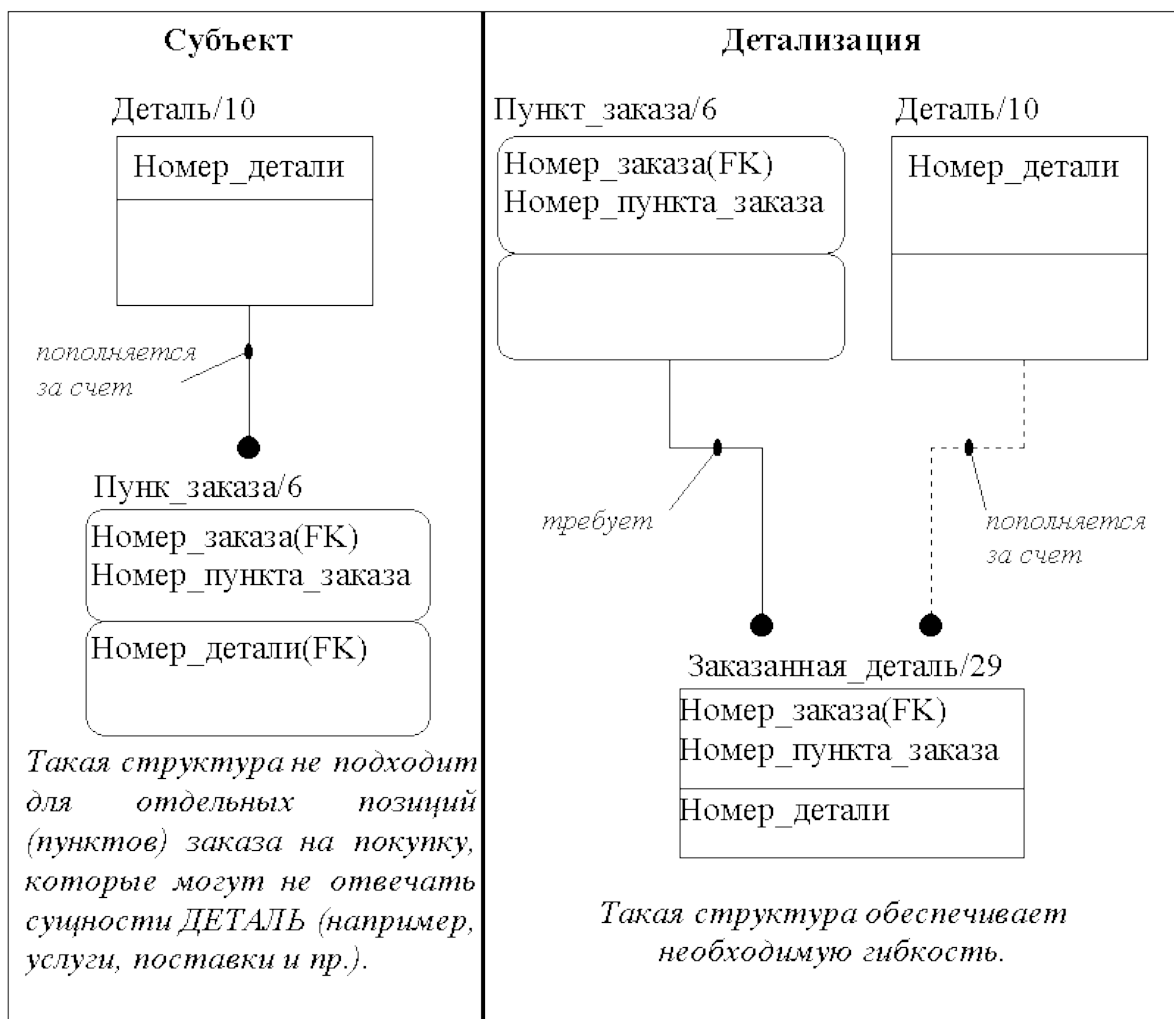 Субъект
Деталь/10
Номер_детали
пополняется
за счет
Пунк_заказа/6
Номер_заказа(FK)
Номер_пункта_заказа
Номер_детали(FK)
Такая структура не подходит
для отдельных позиций
(пунктов) заказа на покупку,
которые могут не отвечать
сущности ДЕТАЛЬ (например,
услуги, поставки и пр.).
Детализация
Пункт_заказа/6
Номер_заказа(FK)
Номер_пункта_заказа
Деталь/10
Номер_детали
требует
пополняется
за счет
Заказанная_деталь/29
Номер_заказа(FK)
Номер_пункта_заказа
Номер_детали
Такая структура обеспечивает
необходимую гибкость.